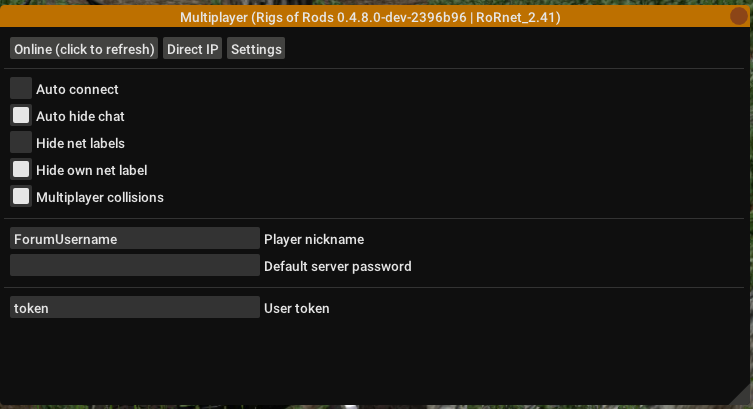 Multiplayer (Rigs of Rods 0.4.8.0-dev-2396b96 | RoRnet_2.41)
Online (click to refresh) Direct IP Settings
Auto connect
Auto hide chat
Hide net labels
Hide own net label
Multiplayer collisions
ForumUsername Player nickname
Default server password
token User token